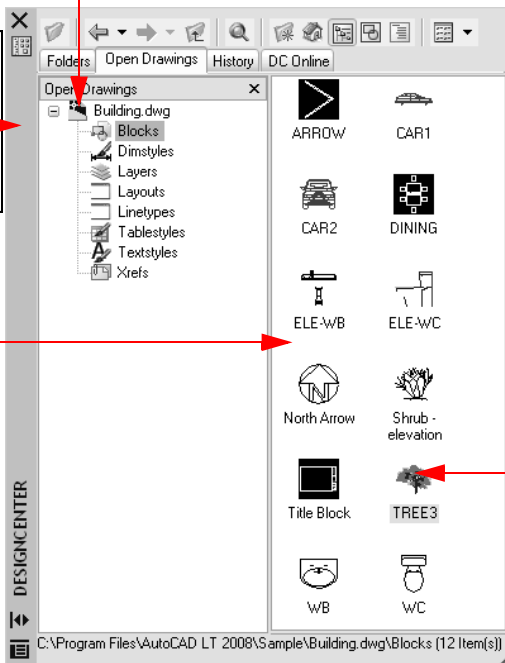 Folders
Open Drawings
History
DC Online
Open Drawings
Building.dwg
Blocks
Dimstyles
Layers
Layouts
Linetypes
Tablestyles
Textstyles
Xrefs
ARROW
CAR1
CAR2
DINING
ELE-WB
ELE-WC
North Arrow
Shrub -
elevation
Title Block
TREE3
WB
WC
DESIGNCENTER
C:\Program Files\AutoCAD LT 2008\Sample\Building.dwg\Blocks (12 Item(s))